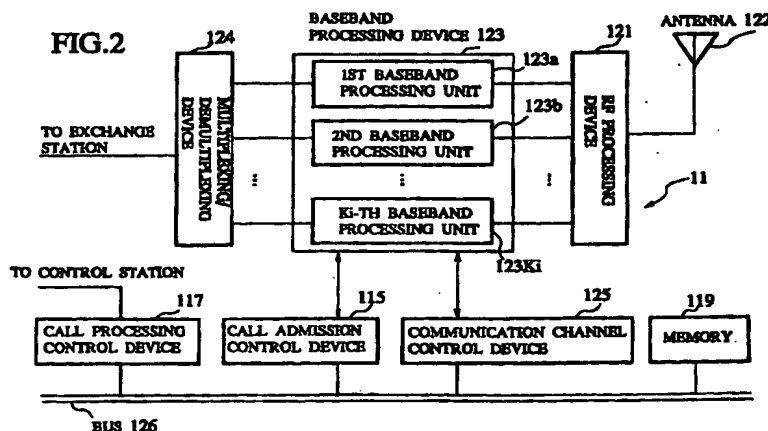 FIG.2
124
BASEBAND
PROCESSING DEVICE
123
121
ANTENNA 122
MULTIPLEXING/
DEMULTIPLEXING
DEVICE
123a
1ST BASEBAND
PROCESSING UNIT
123b
2ND BASEBAND
PROCESSING UNIT
...
...
...
Ki-TH BASEBAND
PROCESSING UNIT
123Ki
RF PROCESSING
DEVICE
11
TO EXCHANGE
STATION
TO CONTROL STATION
117
CALL PROCESSING
CONTROL DEVICE
115
CALL ADMISSION
CONTROL DEVICE
125
COMMUNICATION CHANNEL
CONTROL DEVICE
119
MEMORY
BUS 126